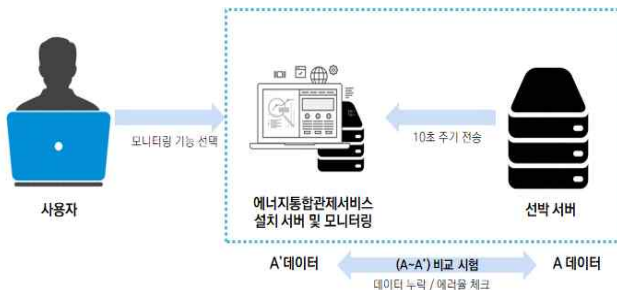 모니터링 기능 선택
10초 주기 전송
사용자
에너지통합관제서비스
설치 서버 및 모니터링
선박 서버
A'데이터
(A~A') 비교 시험
A 데이터
데이터 누락 / 에러율 체크